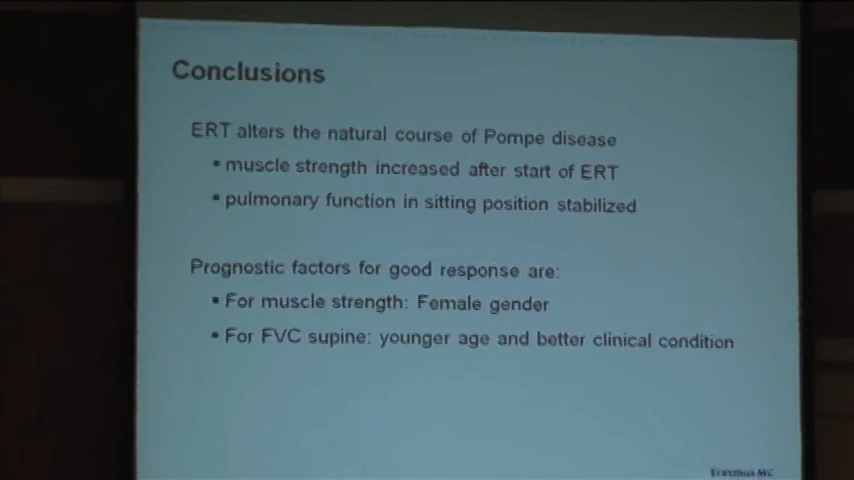 Conclusions
ERT alters the natural course of Pompe disease
▪ muscle strength increased after start of ERT
▪ pulmonary function in sitting position stabilized
Prognostic factors for good response are:
▪ For muscle strength: Female gender
▪ For FVC supine: younger age and better clinical condition
Erasmus MC